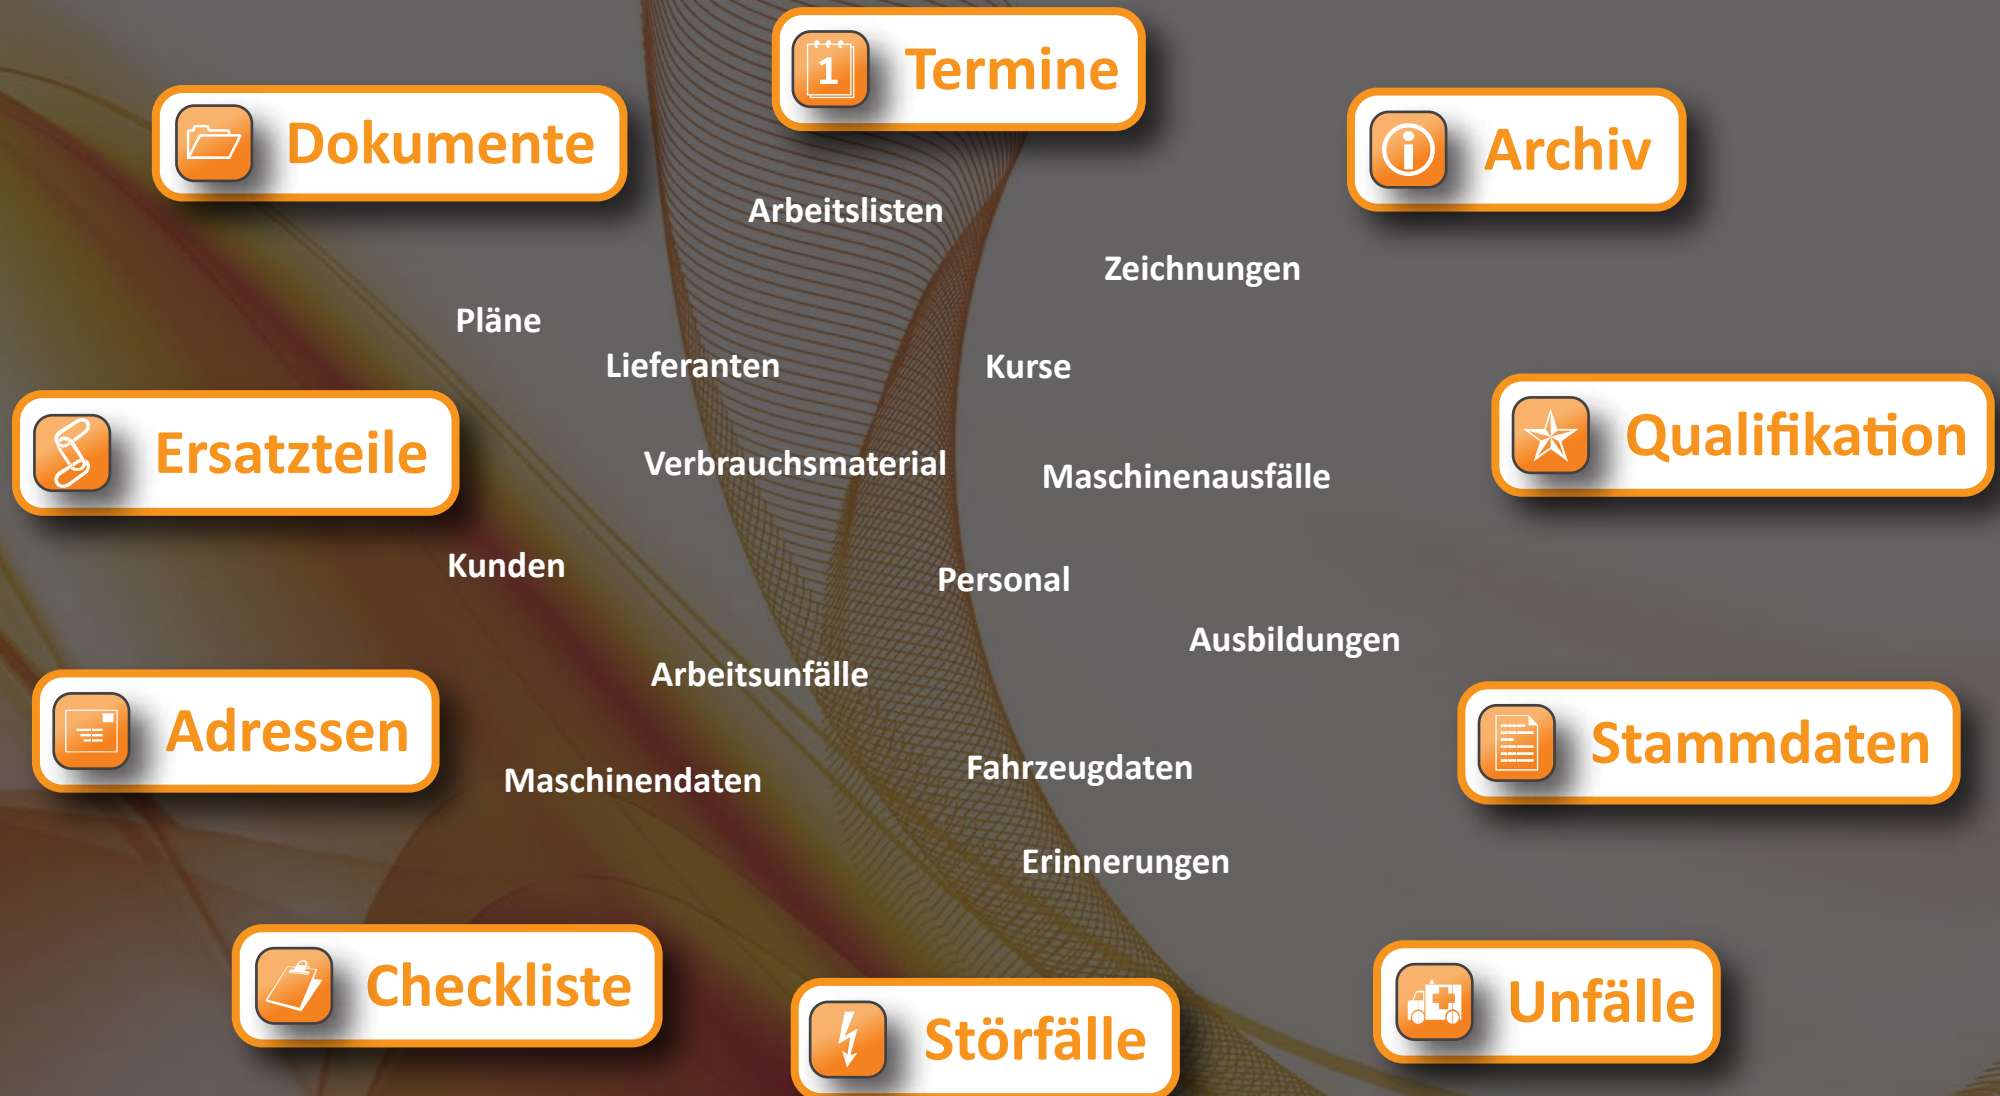 Termine
1
Dokumente
Archiv
Arbeitslisten
Zeichnungen
Pläne
Lieferanten
Kurse
Ersatzteile
Qualifikation
Verbrauchsmaterial
Maschinenausfälle
Kunden
Personal
Ausbildungen
Arbeitsunfälle
Adressen
Stammdaten
Maschinendaten
Fahrzeugdaten
Erinnerungen
Checkliste
Störfälle
Unfälle